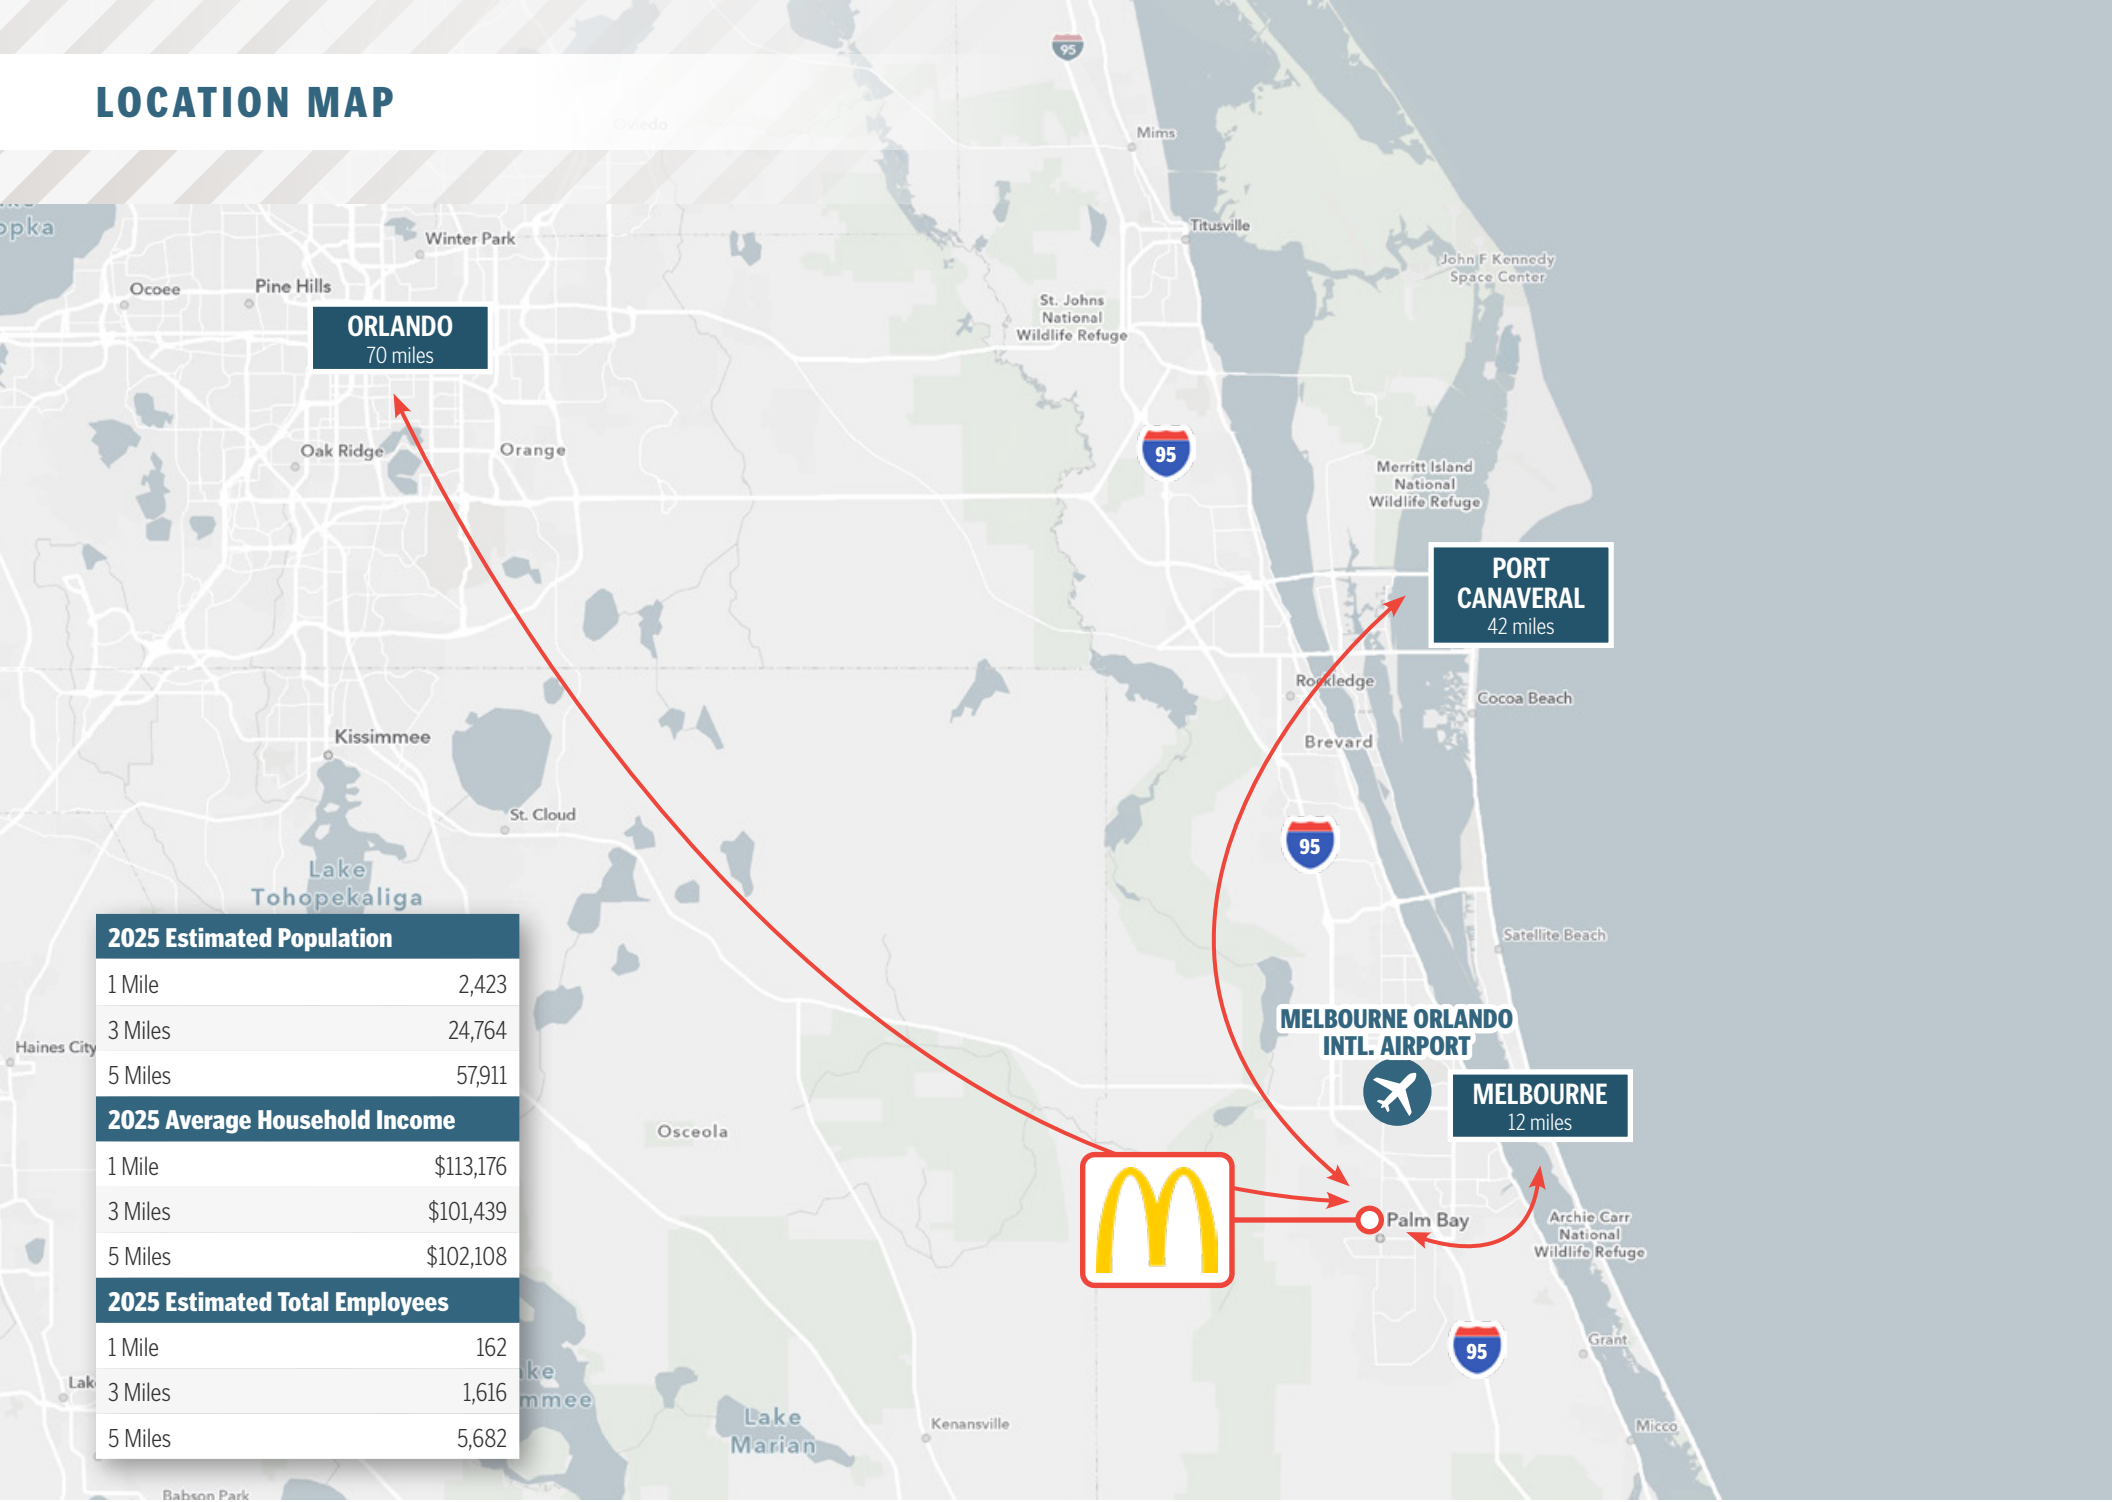 LOCATION MAP
95
Oviedo
Mims
opka
Winter Park
Titusville
Ocoee
Pine Hills
John F Kennedy
Space Center
ORLANDO
70 miles
St. Johns
National
Wildlife Refuge
Oak Ridge
Orange
95
Merritt Island
National
Wildlife Refuge
PORT
CANAVERAL
42 miles
Rockledge
Cocoa Beach
Kissimmee
Brevard
St. Cloud
95
Lake
Tohopekaliga
Satellite Beach
2025 Estimated Population
1 Mile 2,423
3 Miles 24,764
5 Miles 57,911
2025 Average Household Income
1 Mile $113,176
3 Miles $101,439
5 Miles $102,108
2025 Estimated Total Employees
1 Mile 162
3 Miles 1,616
5 Miles 5,682
Haines City
MELBOURNE ORLANDO
INTL. AIRPORT
MELBOURNE
12 miles
Osceola
Palm Bay
Archie Carr
National
Wildlife Refuge
95
Grant
Lak
ke
mmee
Lake
Marian
Kenansville
Micco
Babson Park